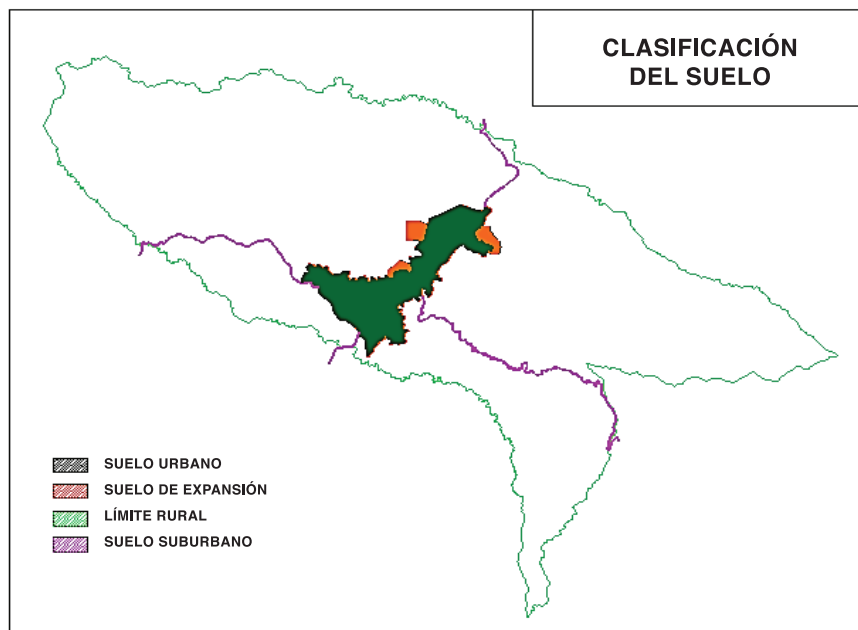 CLASIFICACIÓN
DEL SUELO
SUELO URBANO
SUELO DE EXPANSIÓN
LÍMITE RURAL
SUELO SUBURBANO